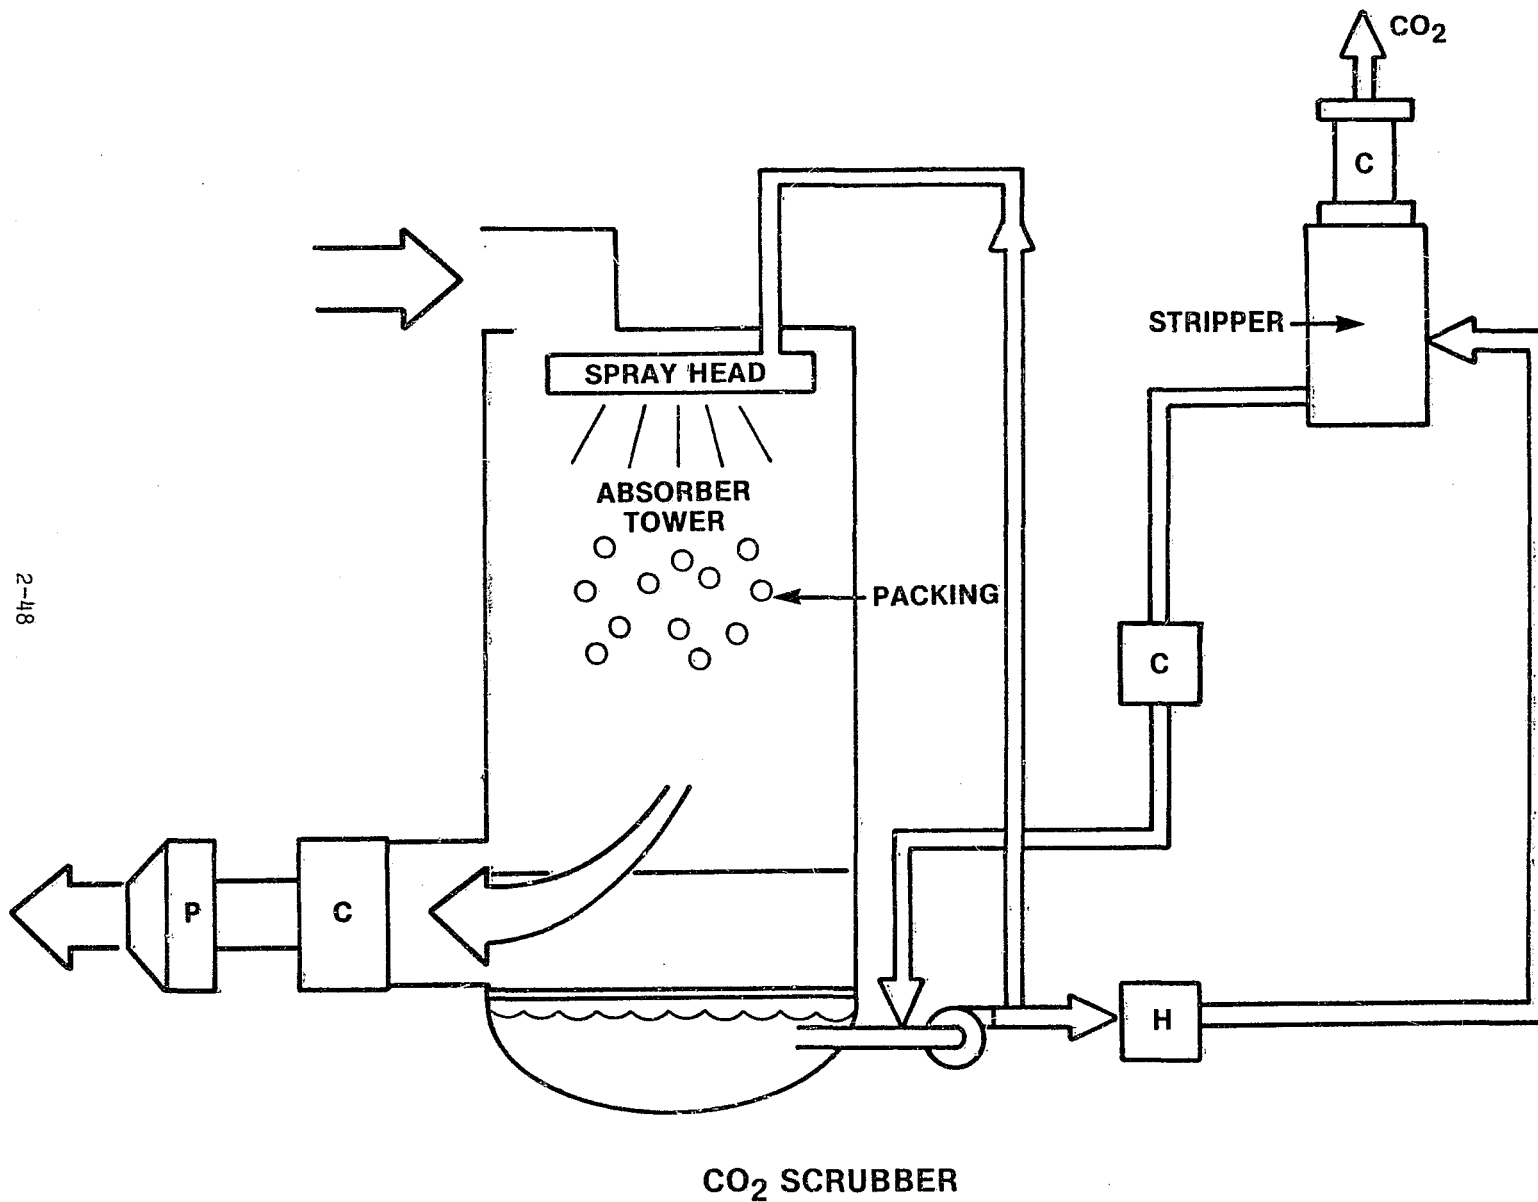 CO2
C
STRIPPER
SPRAY HEAD
ABSORBER
TOWER
PACKING
C
P
C
H
2-48
CO2 SCRUBBER